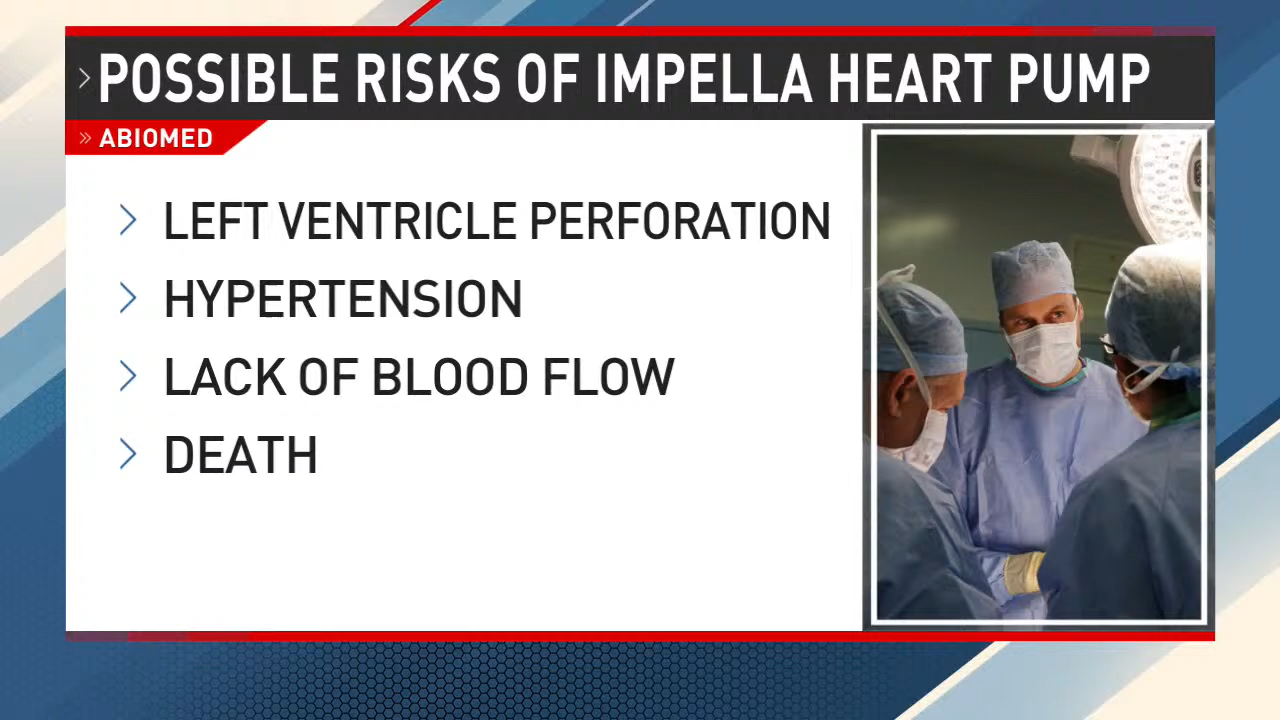 POSSIBLE RISKS OF IMPELLA HEART PUMP
ABIOMED
LEFT VENTRICLE PERFORATION
HYPERTENSION
LACK OF BLOOD FLOW
DEATH